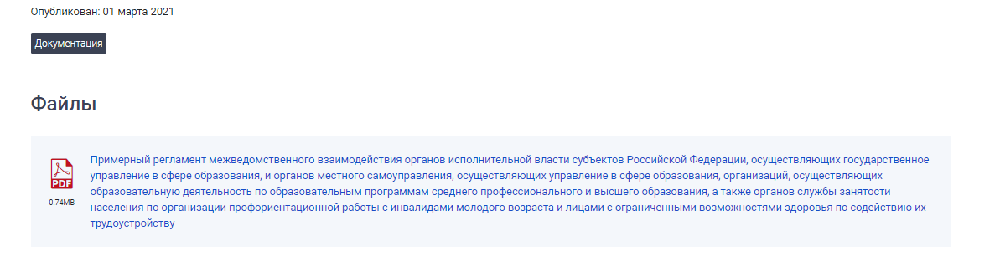 Опубликован: 01 марта 2021
Документация
Файлы
Примерный регламент межведомственного взаимодействия органов исполнительной власти субъектов Российской Федерации, осуществляющих государственное
управление в сфере образования, и органов местного самоуправления, осуществляющих управление в сфере образования, организаций, осуществляющих
образовательную деятельность по образовательным программам среднего профессионального и высшего образования, а также органов службы занятости
населения по организации профориентационной работы с инвалидами молодого возраста и лицами с ограниченными возможностями здоровья по содействию их
трудоустройству
PDF
0.74MB